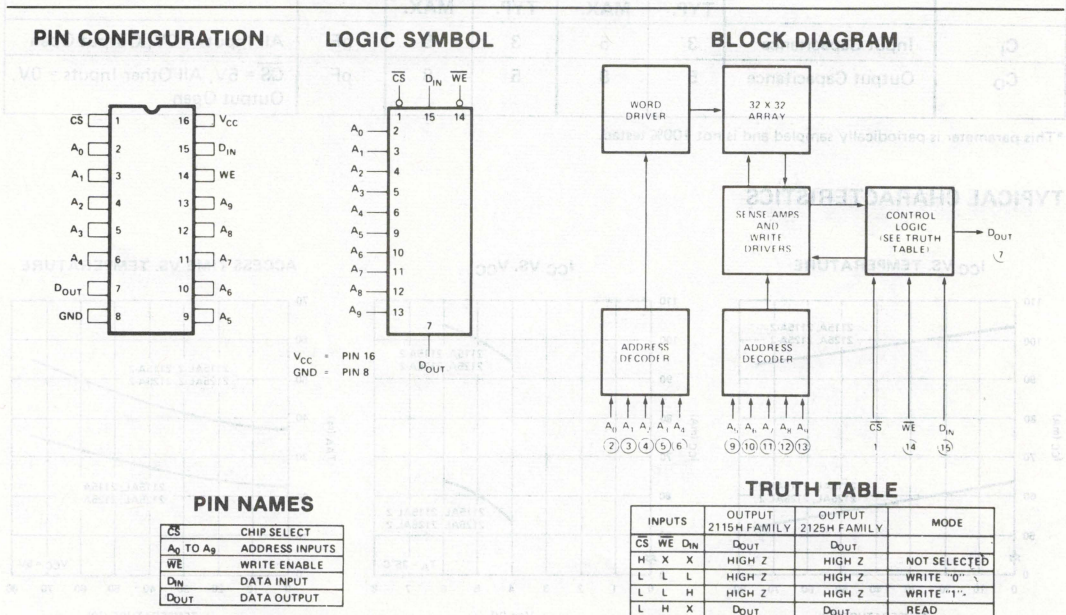 PIN CONFIGURATION
CS 1 16 VCC
A0 2 15 DIN
A1 3 14 WE
A2 4 13 A9
A3 5 12 A8
A4 6 11 A7
DOUT 7 10 A6
GND 8 9 A5
LOGIC SYMBOL
CS DIN WE
1 15 14
A0 2
A1 3
A2 4
A3 5
A4 6
A5 9
A6 10
A7 11
A8 12
A9 13
7
DOUT
VCC = PIN 16
GND = PIN 8
BLOCK DIAGRAM
WORD
DRIVER
32 X 32
ARRAY
SENSE AMPS
AND
WRITE
DRIVERS
CONTROL
LOGIC
(SEE TRUTH
TABLE)
DOUT
7
ADDRESS
DECODER
ADDRESS
DECODER
A0 A1 A2 A3 A4
2 3 4 5 6
A5 A6 A7 A8 A9
9 10 11 12 13
CS WE DIN
1 14 15
PIN NAMES
CS CHIP SELECT
A0 TO A9 ADDRESS INPUTS
WE WRITE ENABLE
DIN DATA INPUT
DOUT DATA OUTPUT
TRUTH TABLE
INPUTS OUTPUT 2115H FAMILY OUTPUT 2125H FAMILY MODE
CS WE DIN DOUT DOUT
H X X HIGH Z HIGH Z NOT SELECTED
L L L HIGH Z HIGH Z WRITE "0"
L L H HIGH Z HIGH Z WRITE "1"
L H X DOUT DOUT READ